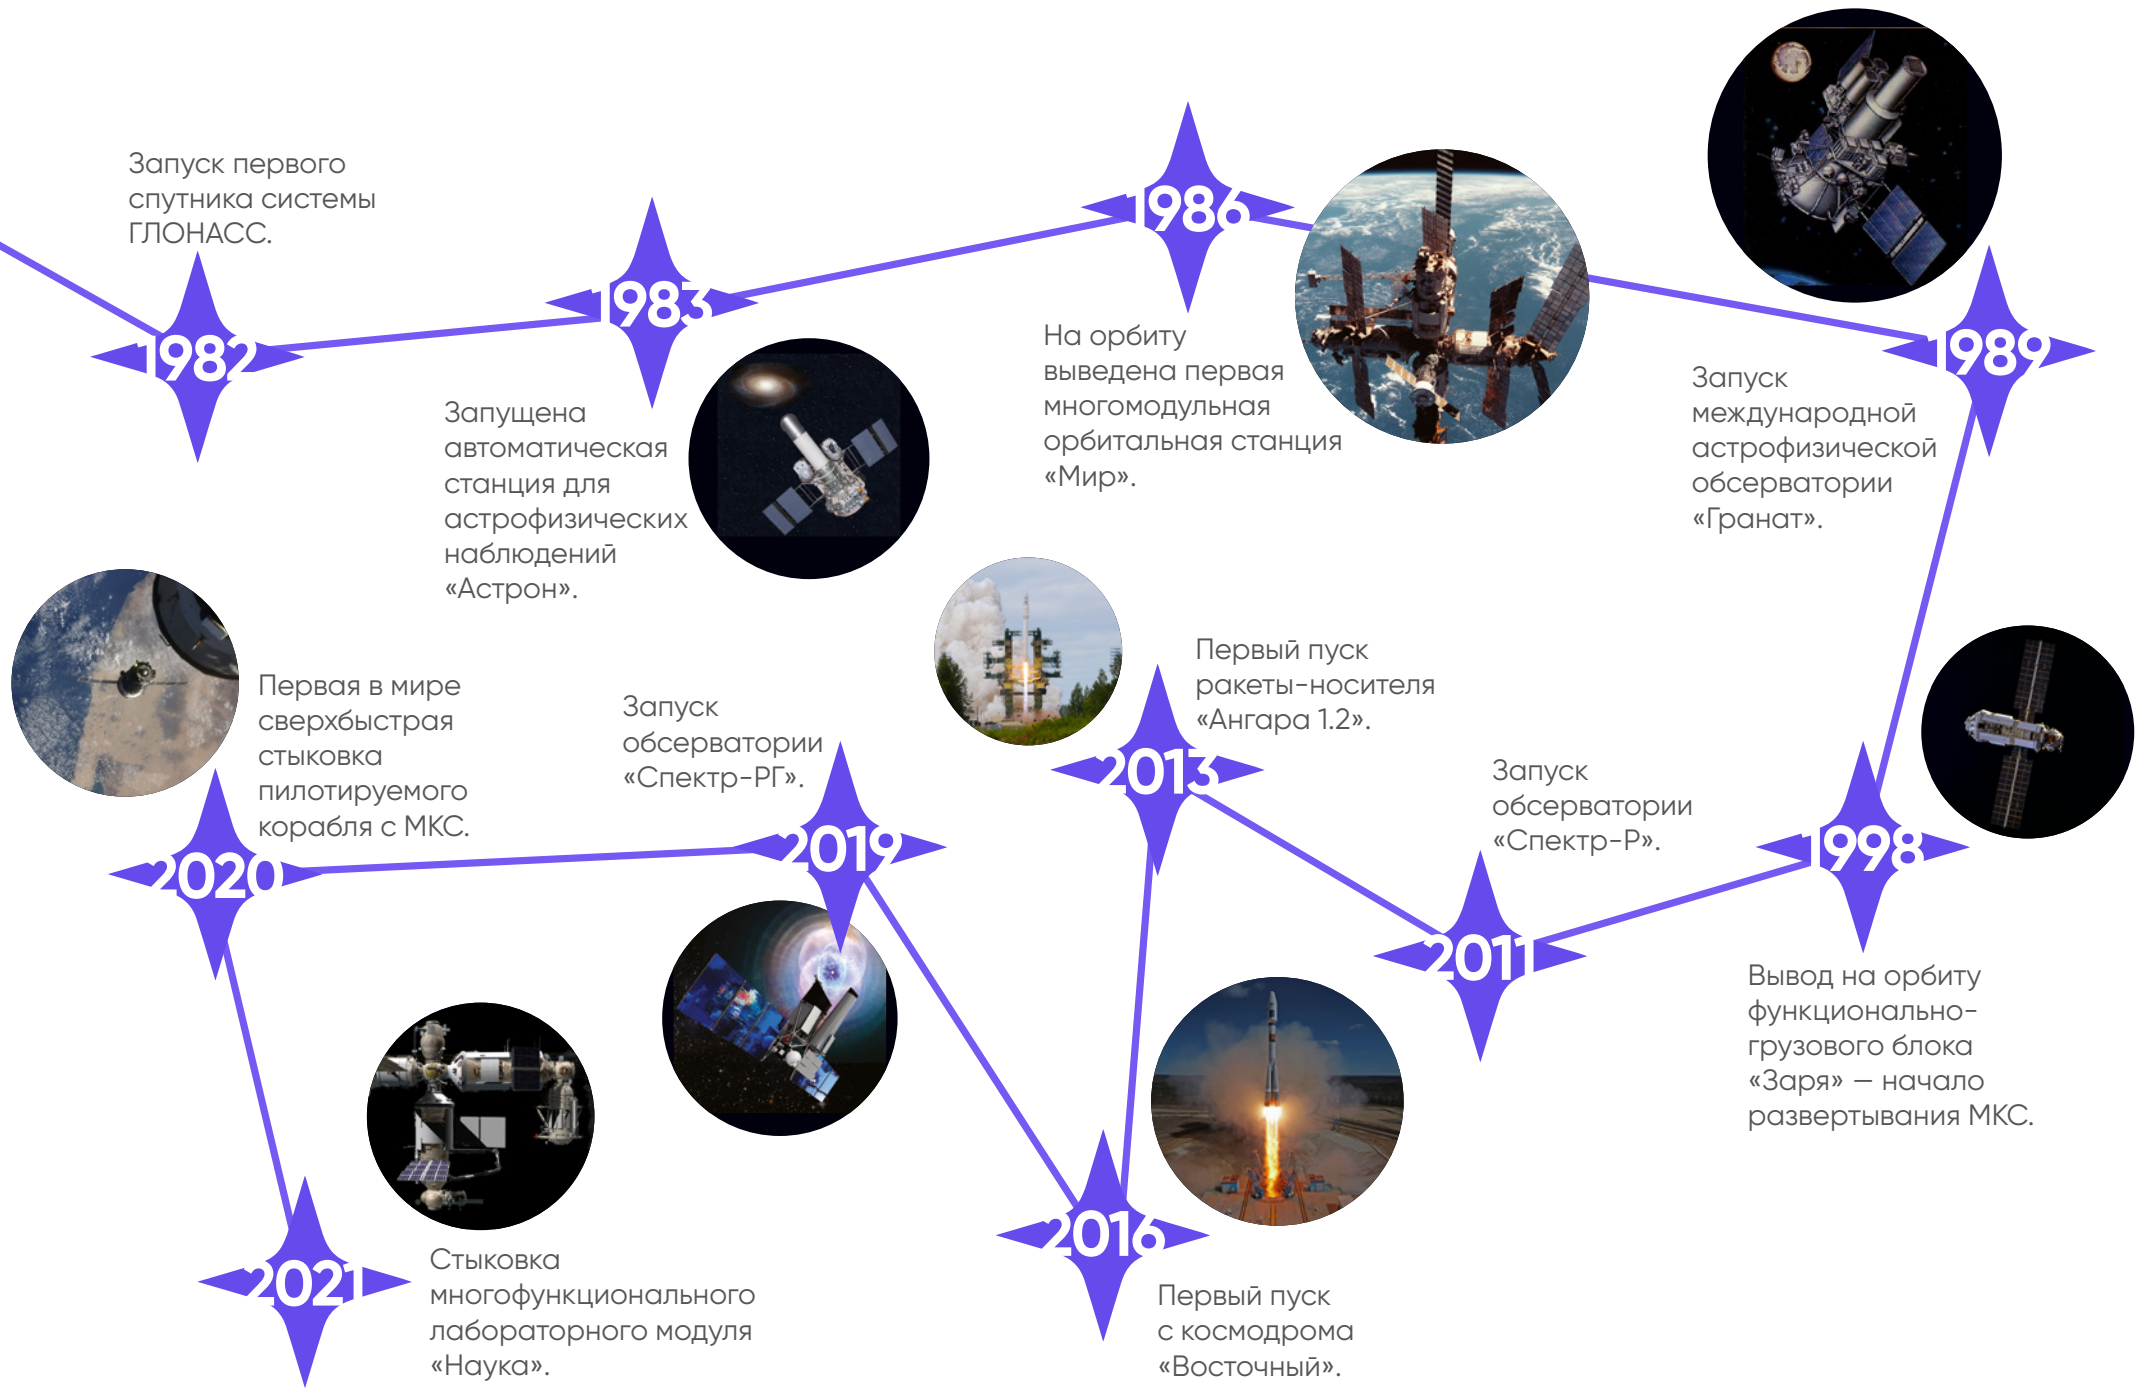 Запуск первого
спутника системы
ГЛОНАСС.
1982
1983
Запущена
автоматическая
станция для
астрофизических
наблюдений
«Астрон».
1986
На орбиту
выведена первая
многомодульная
орбитальная станция
«Мир».
1989
Запуск
международной
астрофизической
обсерватории
«Гранат».
1998
Вывод на орбиту
функционально-
грузового блока
«Заря» — начало
развертывания МКС.
Запуск
обсерватории
«Спектр-Р».
2011
Первый пуск
ракеты-носителя
«Ангара 1.2».
2013
2016
Первый пуск
с космодрома
«Восточный».
Запуск
обсерватории
«Спектр-РГ».
2019
Первая в мире
сверхбыстрая
стыковка
пилотируемого
корабля с МКС.
2020
2021
Стыковка
многофункционального
лабораторного модуля
«Наука».